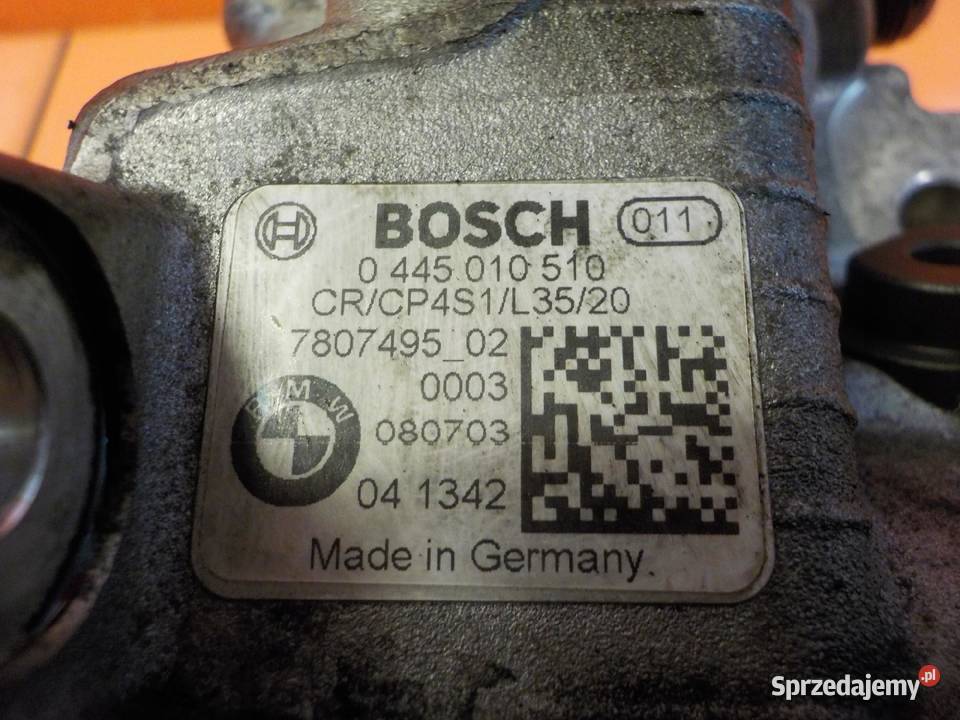 BOSCH 011
0 445 010 510
CR/CP4S1/L35/20
7807495_02
0003
BMW
080703
04 1342
Made in Germany
Sprzedajemy.pl